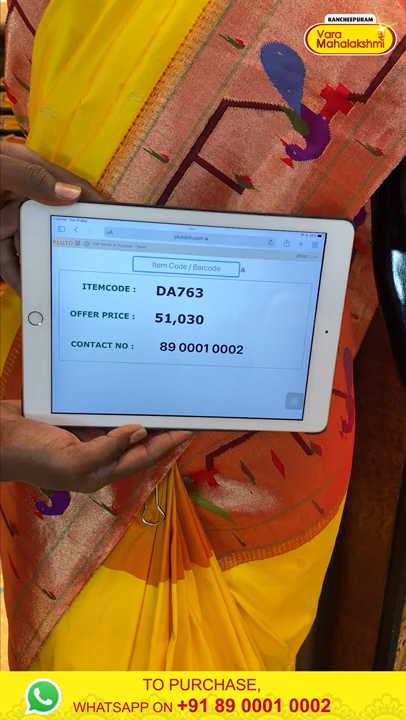 KANCHEEPURAM
Vara
Mahalakshmi
AA
Item Code / Barcode
ITEMCODE : DA763
OFFER PRICE : 51,030
CONTACT NO : 89 0001 0002
TO PURCHASE,
WHATSAPP ON +91 89 0001 0002